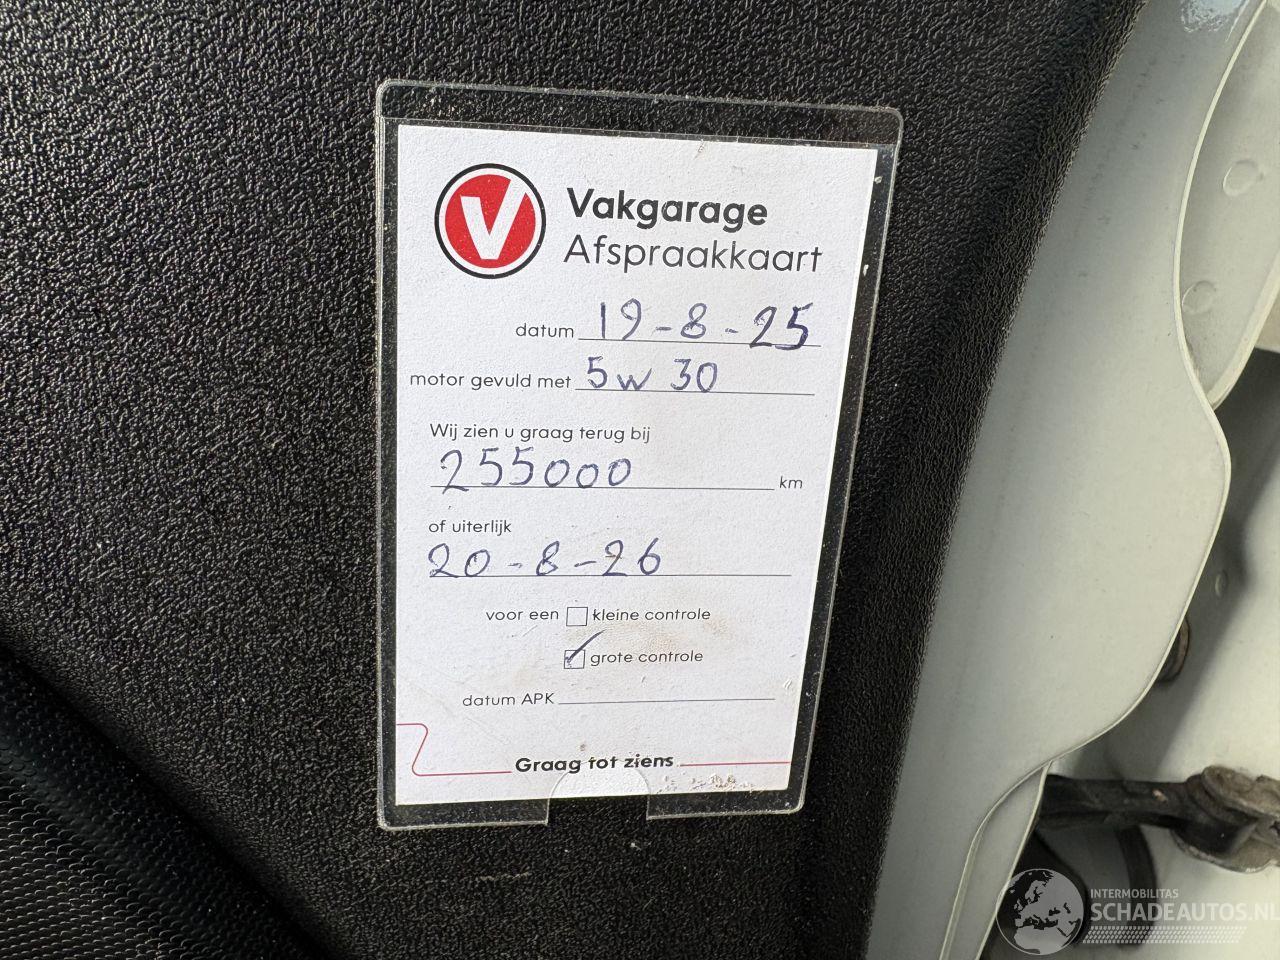 V
Vakgarage
Afspraakkaart
datum 19-8-25
motor gevuld met 5w 30
Wij zien u graag terug bij
255000 km
of uiterlijk
20-8-26
voor een kleine controle
grote controle
datum APK
Graag tot ziens
INTERMOBILITAS
SCHADEAUTOS.NL